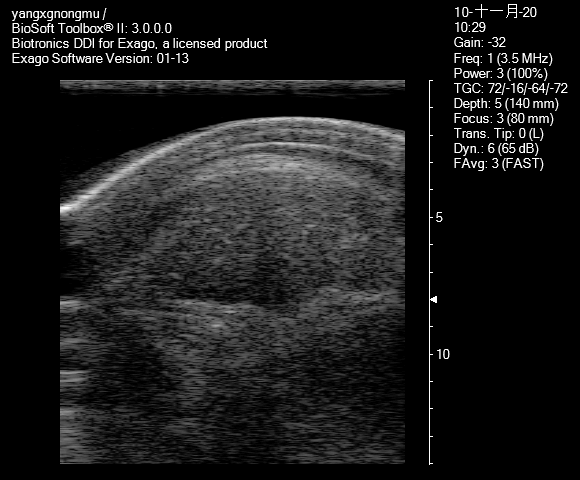 yangxgnongmu /
BioSoft Toolbox® II: 3.0.0.0
Biotronics DDI for Exago, a licensed product
Exago Software Version: 01-13
10-十一月-20
10:29
Gain: -32
Freq: 1 (3.5 MHz)
Power: 3 (100%)
TGC: 72/-16/-64/-72
Depth: 5 (140 mm)
Focus: 3 (80 mm)
Trans. Tip: 0 (L)
Dyn.: 6 (65 dB)
FAvg: 3 (FAST)
5
10